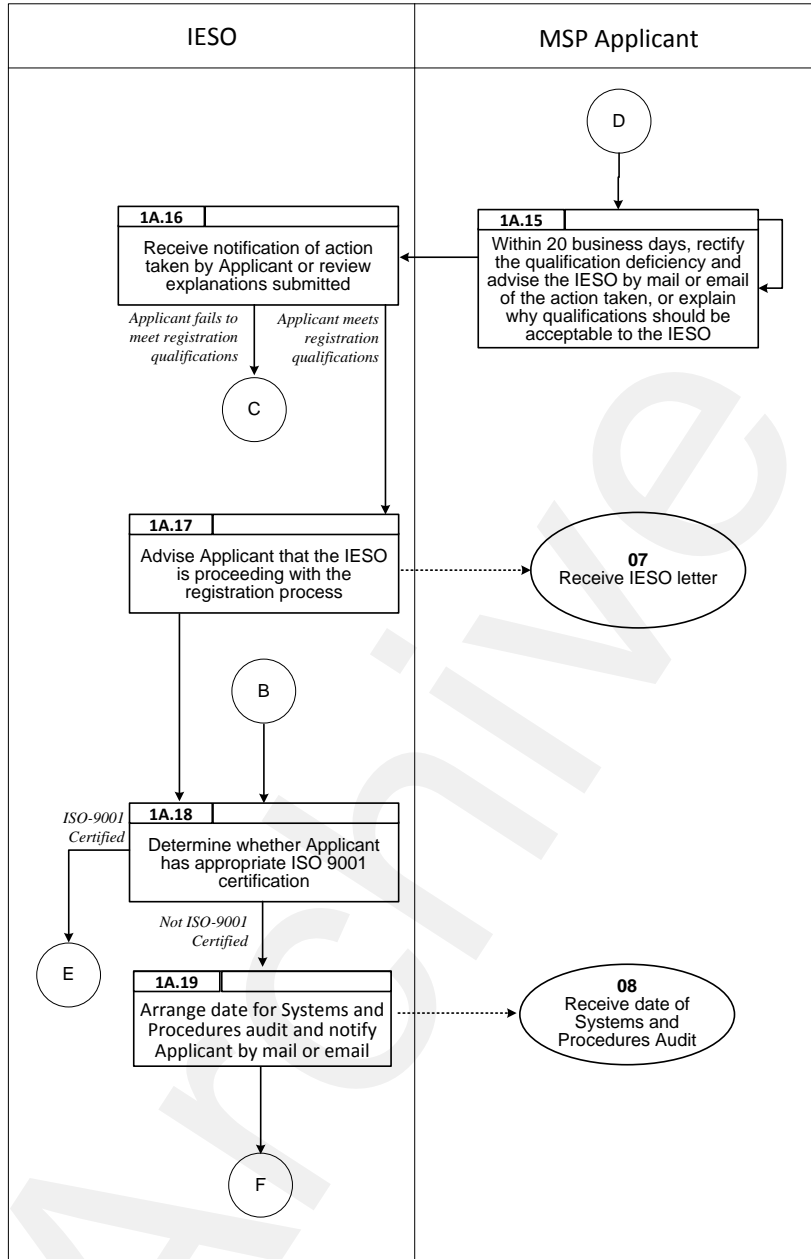 IESO
MSP Applicant
D
1A.15
Within 20 business days, rectify
the qualification deficiency and
advise the IESO by mail or email
of the action taken, or explain
why qualifications should be
acceptable to the IESO
1A.16
Receive notification of action
taken by Applicant or review
explanations submitted
Applicant fails to
meet registration
qualifications
Applicant meets
registration
qualifications
C
1A.17
Advise Applicant that the IESO
is proceeding with the
registration process
07
Receive IESO letter
B
1A.18
Determine whether Applicant
has appropriate ISO 9001
certification
ISO-9001
Certified
Not ISO-9001
Certified
E
1A.19
Arrange date for Systems and
Procedures audit and notify
Applicant by mail or email
08
Receive date of
Systems and
Procedures Audit
F
Archive